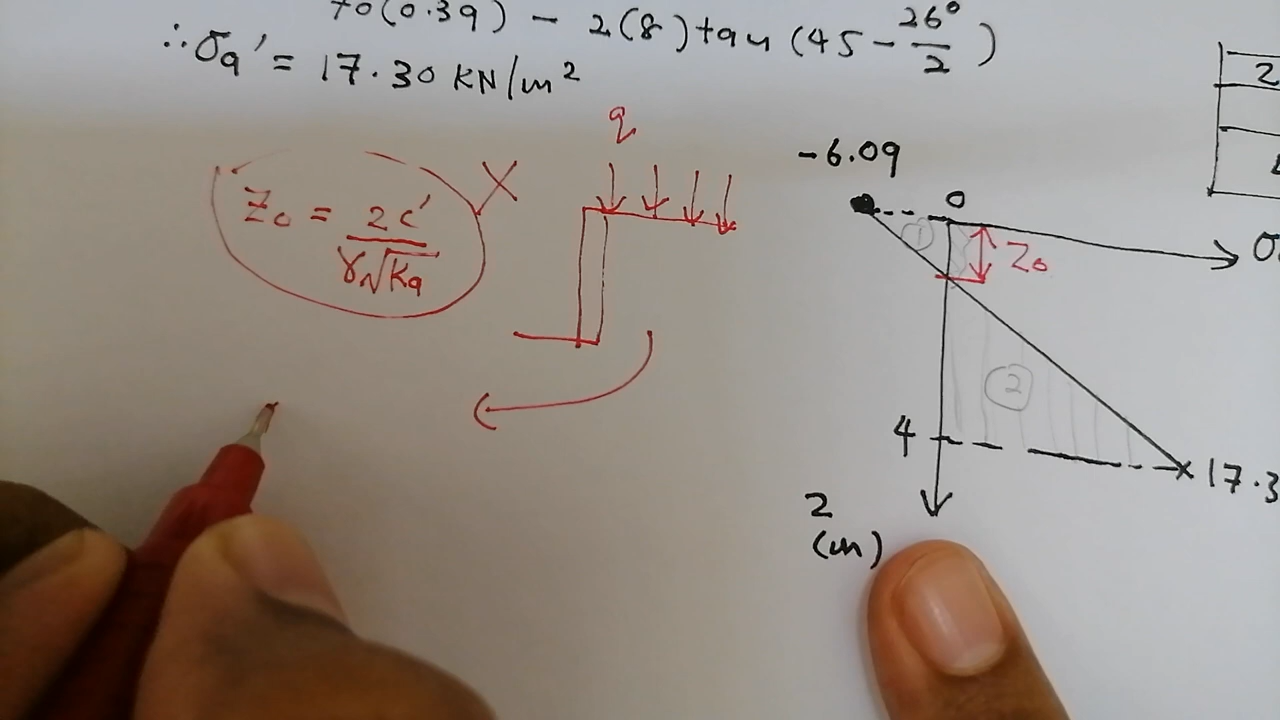 70(0.39) - 2(8)tan (45 - 26°/2)
∴ σa' = 17.30 KN/m²
q
X
Zo = 2c'/γ√Ka
-6.09
0
1
Zo
2
4
17.3
z
(m)
2